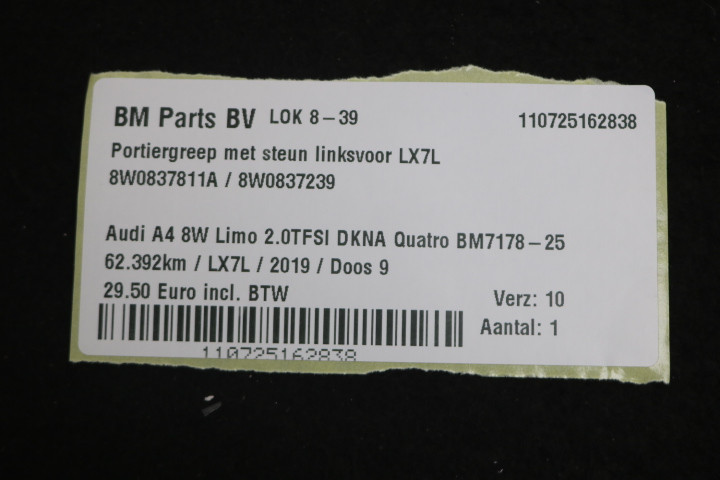 BM Parts BV LOK 8-39 110725162838
Portiergreep met steun linksvoor LX7L
8W0837811A / 8W0837239
Audi A4 8W Limo 2.0TFSI DKNA Quatro BM7178-25
62.392km / LX7L / 2019 / Doos 9
29.50 Euro incl. BTW Verz: 10
Aantal: 1
110725162838